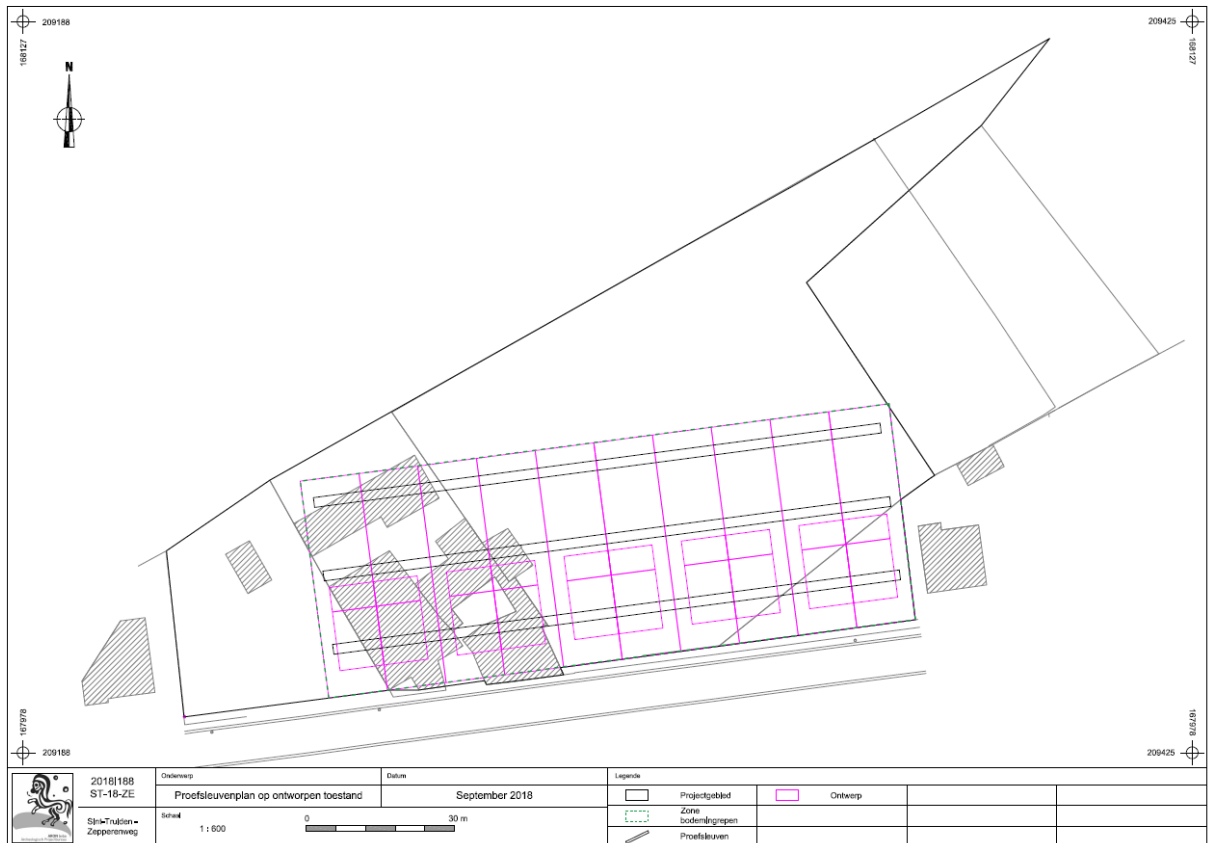 209188
209425
168127
168127
N
167978
167978
209188
209425
2018|188
ST-18-ZE
Sint-Truiden -
Zepperenweg
Onderwerp
Proefsleuvenplan op ontworpen toestand
Datum
September 2018
Schaal
1 : 600
0
30 m
Legende
Projectgebied
Ontwerp
Zone
bodemingrepen
Proefsleuven